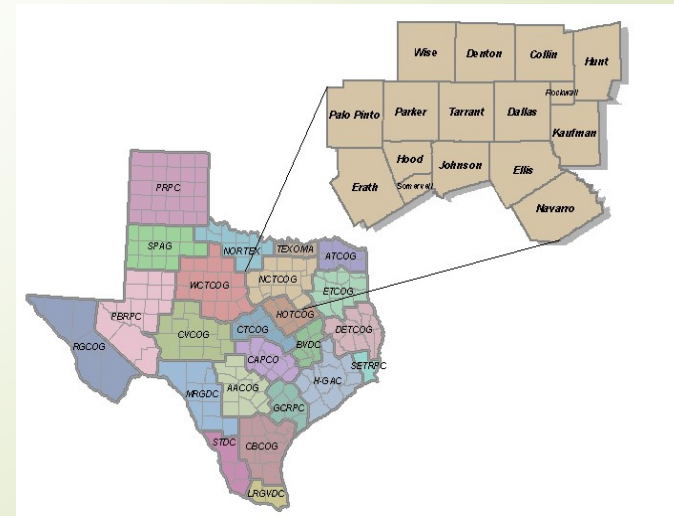 Wise Denton Collin Hunt
Rockwall
Palo Pinto Parker Tarrant Dallas
Kaufman
Hood
Johnson Ellis
Erath Somervell
Navarro
PRPC
SPAG
NORTEX TEXOMA
ATCOG
WCTCOG NCTCOG
ETCOG
PBRPC HOTCOG
CVCOG CTCOG DETCOG
RGCOG BVDC
CAPCO SETRPC
MRGDC AACOG H-GAC
GCRPC
STDC CBCOG
LRGVDC